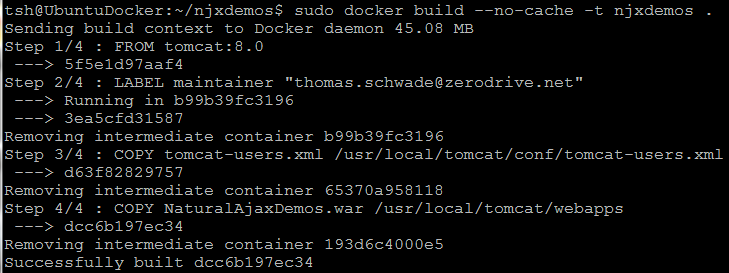 tsh@UbuntuDocker:~/njxdemos$ sudo docker build --no-cache -t njxdemos .
Sending build context to Docker daemon 45.08 MB
Step 1/4 : FROM tomcat:8.0
 ---> 5f5e1d97aaf4
Step 2/4 : LABEL maintainer "thomas.schwade@zerodrive.net"
 ---> Running in b99b39fc3196
 ---> 3ea5cfd31587
Removing intermediate container b99b39fc3196
Step 3/4 : COPY tomcat-users.xml /usr/local/tomcat/conf/tomcat-users.xml
 ---> d63f82829757
Removing intermediate container 65370a958118
Step 4/4 : COPY NaturalAjaxDemos.war /usr/local/tomcat/webapps
 ---> dcc6b197ec34
Removing intermediate container 193d6c4000e5
Successfully built dcc6b197ec34